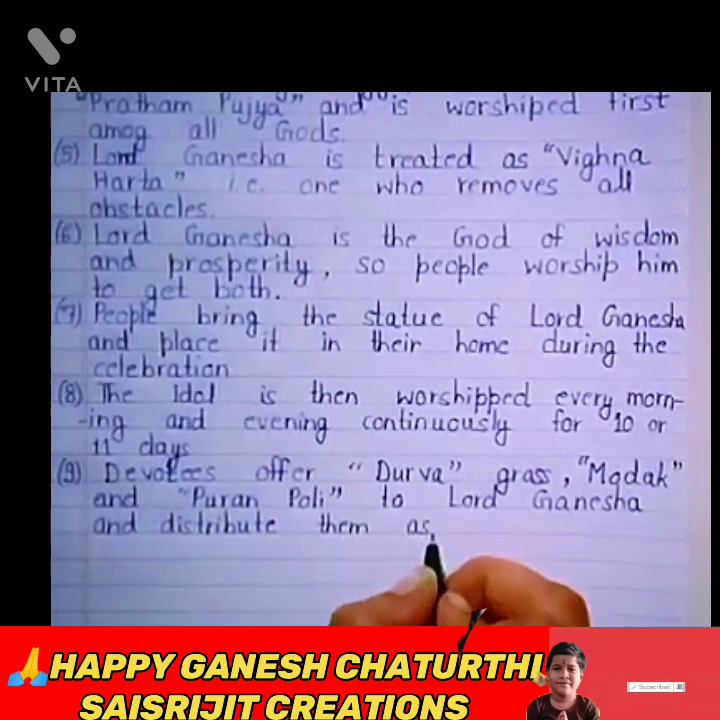 VITA
"Pratham Pujya" and is worshiped first
amog all Gods.
(5) Lord Ganesha is treated as "Vighna
Harta" i.e. one who removes all
obstacles.
(6) Lord Ganesha is the God of wisdom
and prosperity, so people worship him
to get both.
(7) People bring the statue of Lord Ganesha
and place it in their home during the
celebration
(8) The Idol is then worshipped every morn-
-ing and evening continuously for 10 or
11 days
(9) Devotees offer "Durva" grass, "Modak"
and "Puran Poli" to Lord Ganesha
and distribute them as
🙏HAPPY GANESH CHATURTHI
SAISRIJIT CREATIONS
Subscribed